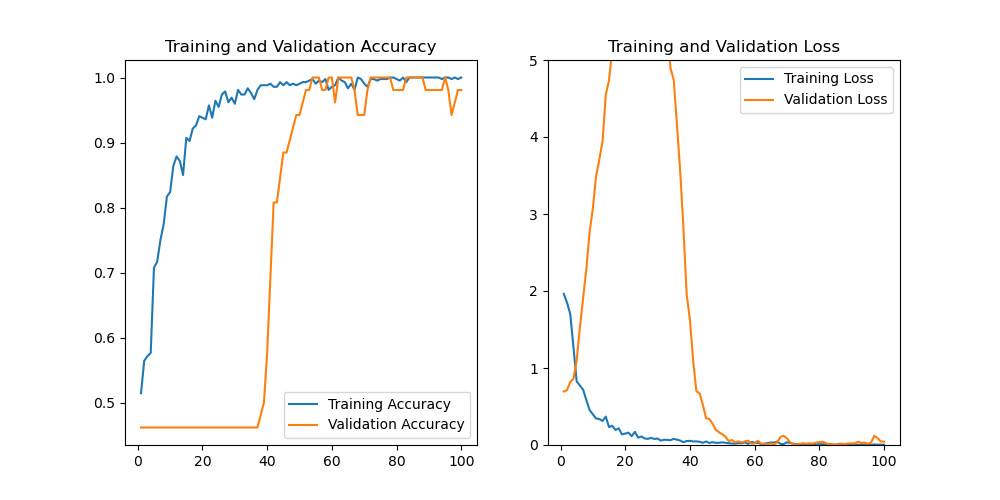 Training and Validation Accuracy
1.0
0.9
0.8
0.7
0.6
0.5
0 20 40 60 80 100
Training Accuracy
Validation Accuracy
Training and Validation Loss
5
4
3
2
1
0
0 20 40 60 80 100
Training Loss
Validation Loss